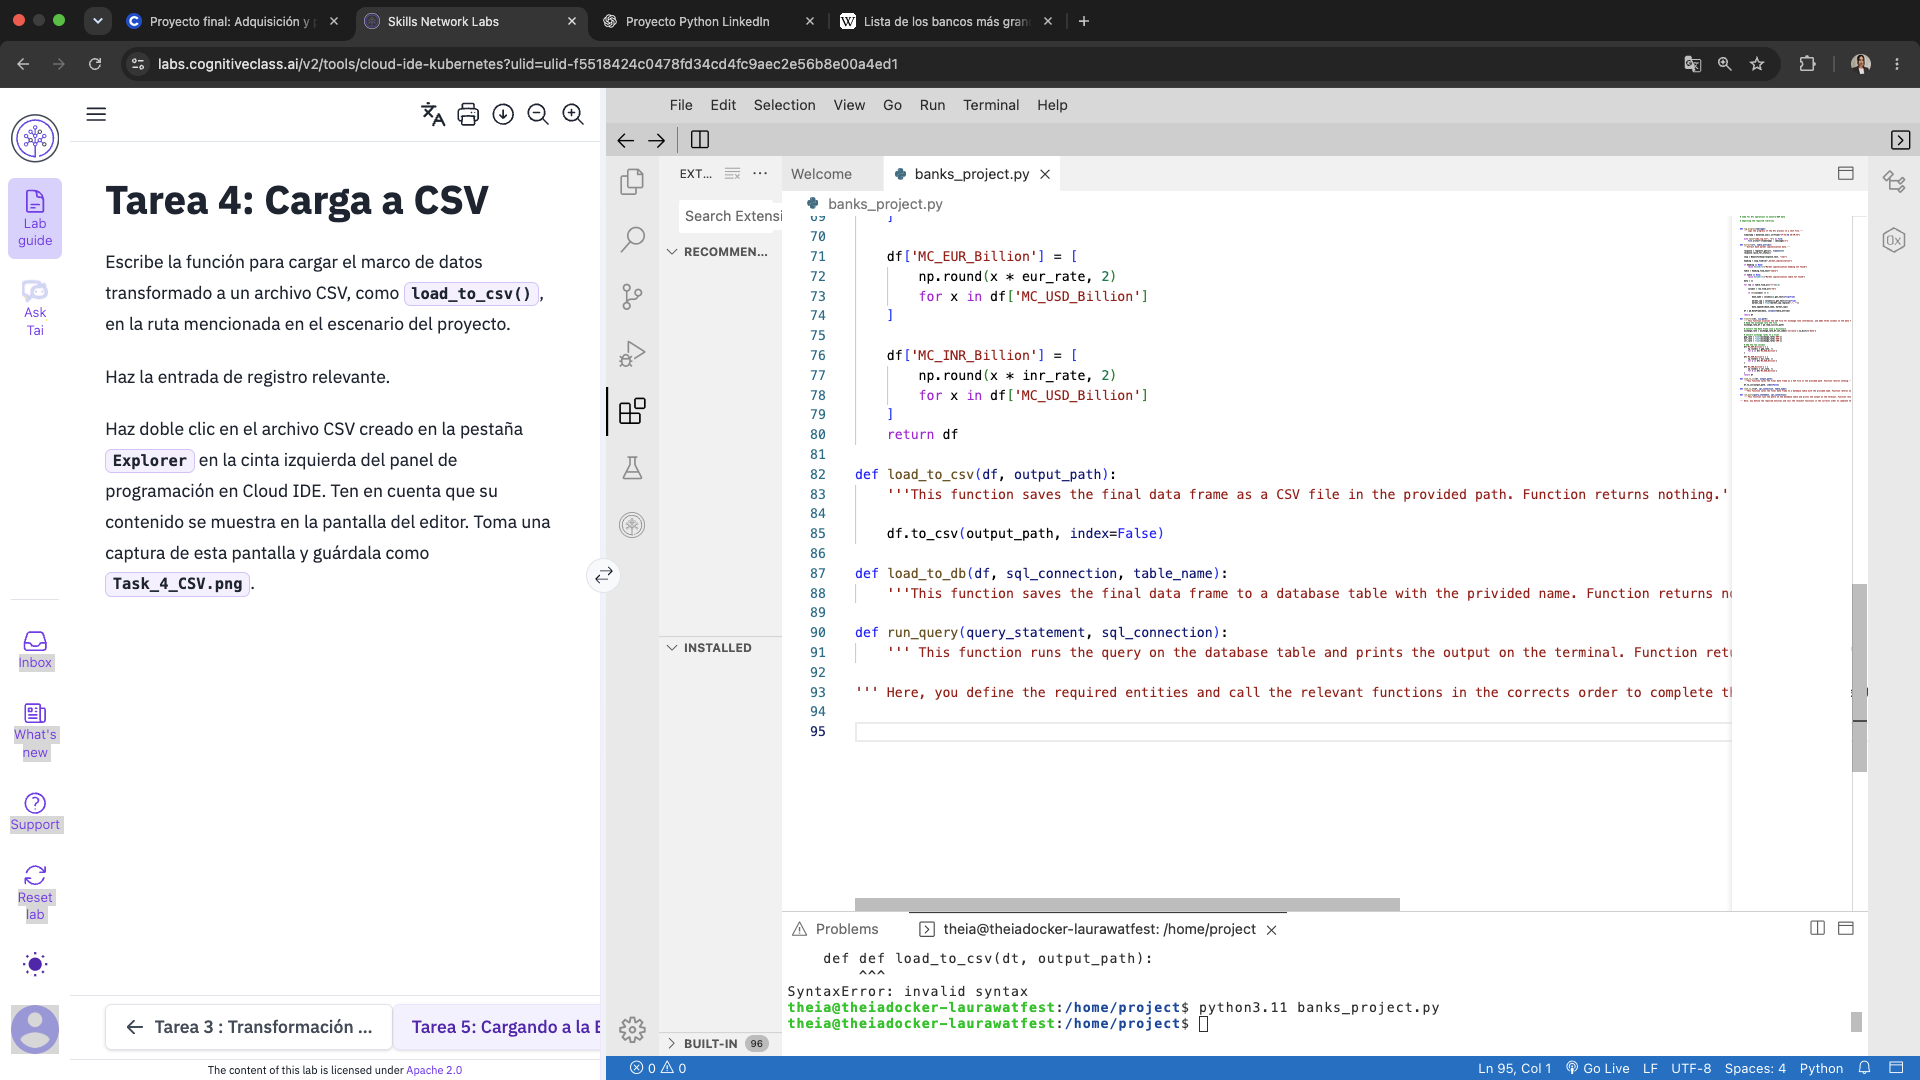 Proyecto final: Adquisición y p
Skills Network Labs
Proyecto Python LinkedIn
Lista de los bancos más gran
labs.cognitiveclass.ai/v2/tools/cloud-ide-kubernetes?ulid=ulid-f5518424c0478fd34cd4fc9aec2e56b8e00a4ed1
Lab guide
Ask Tai
Inbox
What's new
Support
Reset lab
Tarea 4: Carga a CSV
Escribe la función para cargar el marco de datos
transformado a un archivo CSV, como load_to_csv(),
en la ruta mencionada en el escenario del proyecto.
Haz la entrada de registro relevante.
Haz doble clic en el archivo CSV creado en la pestaña
Explorer en la cinta izquierda del panel de
programación en Cloud IDE. Ten en cuenta que su
contenido se muestra en la pantalla del editor. Toma una
captura de esta pantalla y guárdala como
Task_4_CSV.png.
← Tarea 3 : Transformación ...
Tarea 5: Cargando a la
The content of this lab is licensed under Apache 2.0
File Edit Selection View Go Run Terminal Help
EXT...
Search Extensi
RECOMMEN...
INSTALLED
BUILT-IN 96
Welcome
banks_project.py
banks_project.py
69 ]
70
71 df['MC_EUR_Billion'] = [
72 np.round(x * eur_rate, 2)
73 for x in df['MC_USD_Billion']
74 ]
75
76 df['MC_INR_Billion'] = [
77 np.round(x * inr_rate, 2)
78 for x in df['MC_USD_Billion']
79 ]
80 return df
81
82 def load_to_csv(df, output_path):
83 '''This function saves the final data frame as a CSV file in the provided path. Function returns nothing.'
84
85 df.to_csv(output_path, index=False)
86
87 def load_to_db(df, sql_connection, table_name):
88 '''This function saves the final data frame to a database table with the privided name. Function returns n
89
90 def run_query(query_statement, sql_connection):
91 ''' This function runs the query on the database table and prints the output on the terminal. Function ret
92
93 ''' Here, you define the required entities and call the relevant functions in the corrects order to complete t
94
95
Problems
theia@theiadocker-laurawatfest: /home/project
def def load_to_csv(dt, output_path):
^^^
SyntaxError: invalid syntax
theia@theiadocker-laurawatfest:/home/project$ python3.11 banks_project.py
theia@theiadocker-laurawatfest:/home/project$
0 0
Ln 95, Col 1 Go Live LF UTF-8 Spaces: 4 Python